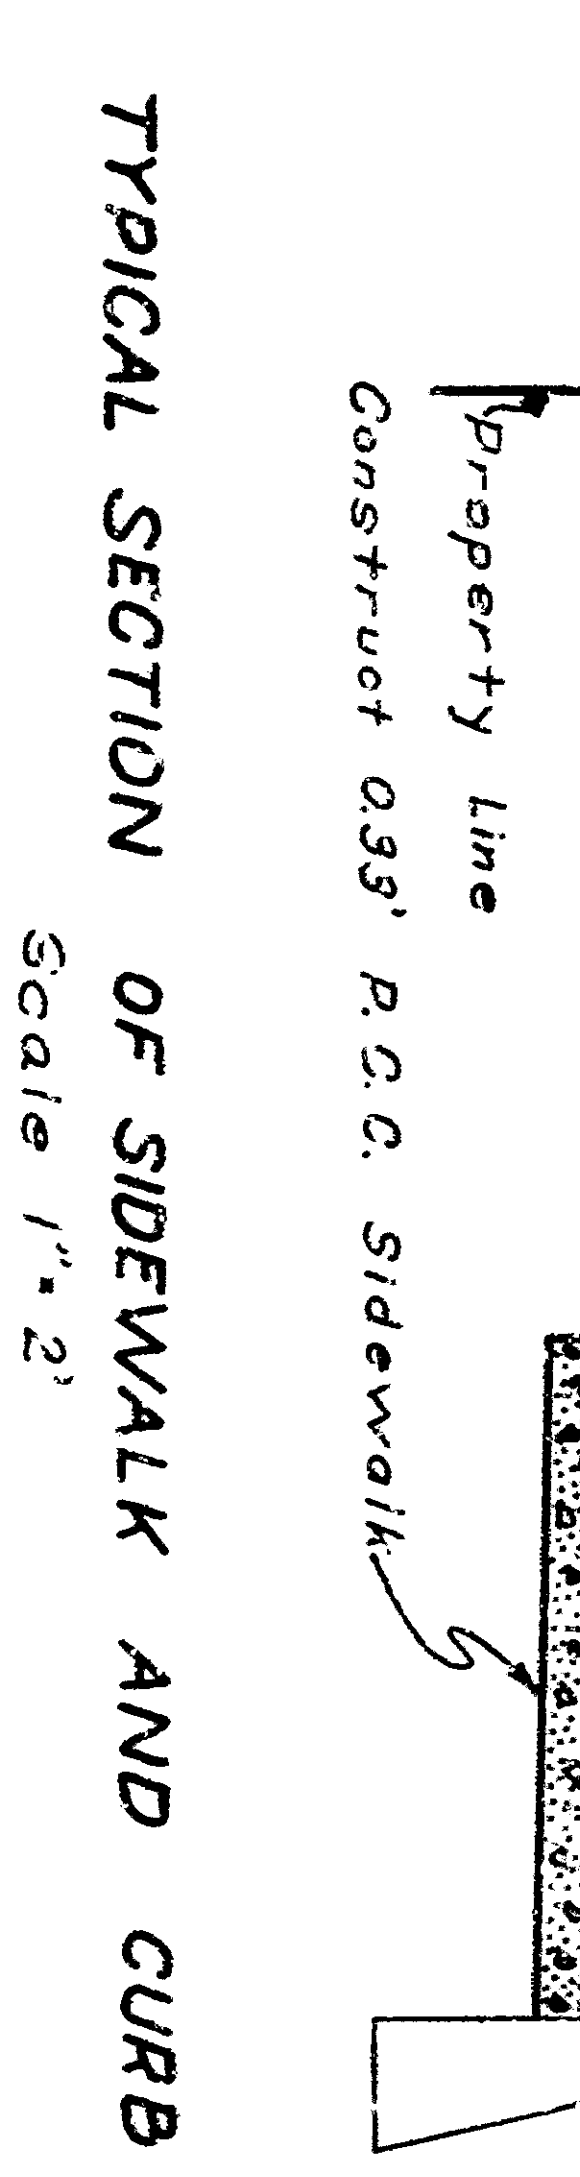 Property Line
Construct 0.33' P.C.C. Sidewalk
TYPICAL SECTION OF SIDEWALK AND CURB
Scale 1" = 2'